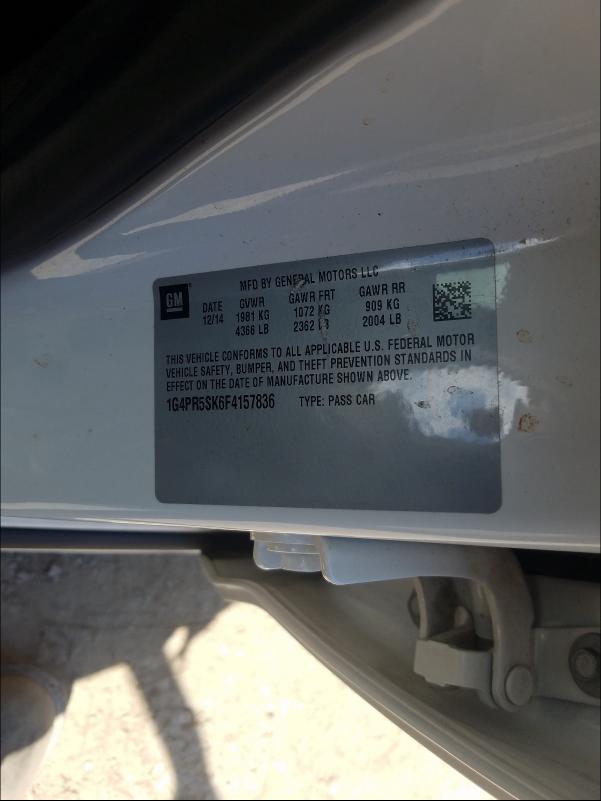 GM
MFD BY GENERAL MOTORS LLC
DATE GVWR GAWR FRT GAWR RR
12/14 1981 KG 1072 KG 909 KG
4366 LB 2362 LB 2004 LB
THIS VEHICLE CONFORMS TO ALL APPLICABLE U.S. FEDERAL MOTOR
VEHICLE SAFETY, BUMPER, AND THEFT PREVENTION STANDARDS IN
EFFECT ON THE DATE OF MANUFACTURE SHOWN ABOVE.
1G4PR5SK6F4157836 TYPE: PASS CAR